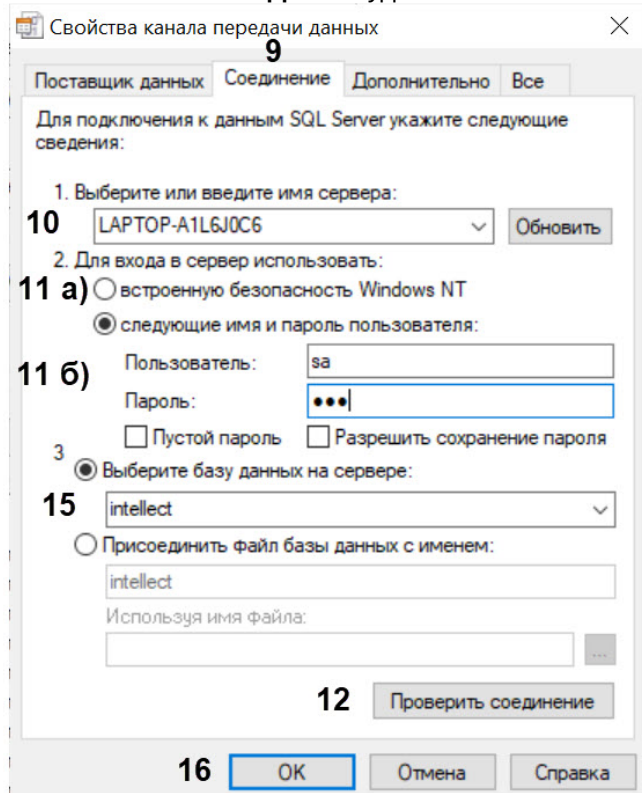 Свойства канала передачи данных
9
Поставщик данных Соединение Дополнительно Все
Для подключения к данным SQL Server укажите следующие
сведения:
1. Выберите или введите имя сервера:
10 LAPTOP-A1L6J0C6 Обновить
2. Для входа в сервер использовать:
11 а) встроенную безопасность Windows NT
следующие имя и пароль пользователя:
Пользователь: sa
11 б)
Пароль: ●●●
Пустой пароль Разрешить сохранение пароля
3
Выберите базу данных на сервере:
15 intellect
Присоединить файл базы данных с именем:
intellect
Используя имя файла:
...
12 Проверить соединение
16 OK Отмена Справка